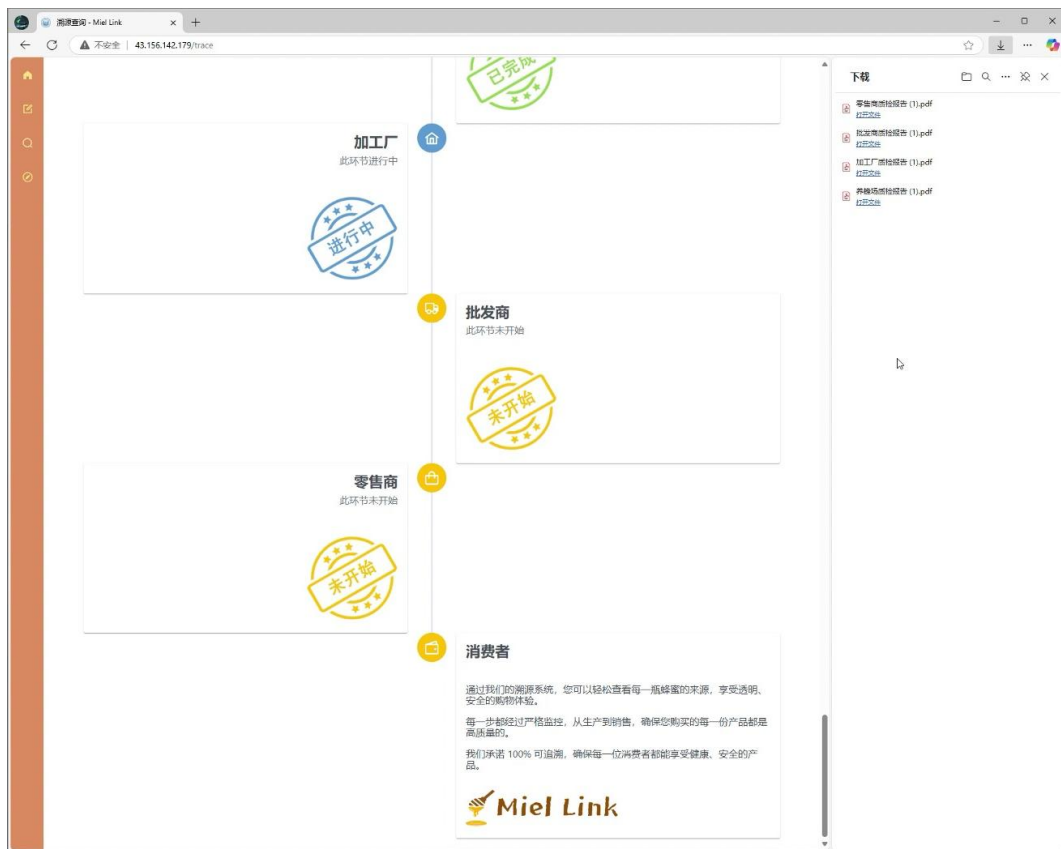 溯源查询 - Miel Link
不安全
43.156.142.179/trace
已完成
加工厂
此环节进行中
进行中
批发商
此环节未开始
未开始
零售商
此环节未开始
未开始
消费者
通过我们的溯源系统，您可以轻松查看每一瓶蜂蜜的来源，享受透明、
安全的购物体验。
每一步都经过严格监控，从生产到销售，确保您购买的每一份产品都是
高质量的。
我们承诺 100% 可追溯，确保每一位消费者都能享受健康、安全的产
品。
Miel Link
下载
零售商质检报告 (1).pdf
打开文件
批发商质检报告 (1).pdf
打开文件
加工厂质检报告 (1).pdf
打开文件
养蜂场质检报告 (1).pdf
打开文件